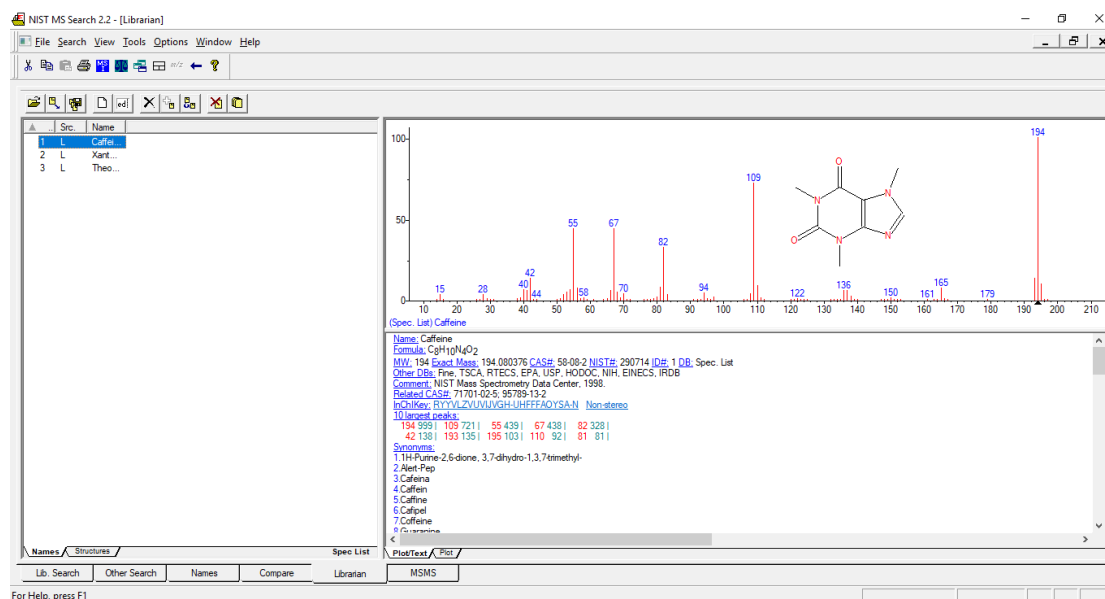 NIST MS Search 2.2 - [Librarian]
File Search View Tools Options Window Help
Src. Name
1 L Caffei...
2 L Xant...
3 L Theo...
100
50
0
194
109
55
67
82
42
40
44
15
28
58
70
94
122
136
150
161
165
179
10 20 30 40 50 60 70 80 90 100 110 120 130 140 150 160 170 180 190 200 210
O
N
N
O
N
N
(Spec. List) Caffeine
Name: Caffeine
Formula: C8H10N4O2
MW: 194 Exact Mass: 194.080376 CAS#: 58-08-2 NIST#: 290714 ID#: 1 DB: Spec. List
Other DBs: Fine, TSCA, RTECS, EPA, USP, HODOC, NIH, EINECS, IRDB
Comment: NIST Mass Spectrometry Data Center, 1998.
Related CAS#: 71701-02-5; 95789-13-2
InChIKey: RYYVLZVUVIJVGH-UHFFFAOYSA-N Non-stereo
10 largest peaks:
194 999 | 109 721 | 55 439 | 67 438 | 82 328 |
42 138 | 193 135 | 195 103 | 110 92 | 81 81 |
Synonyms:
1.1H-Purine-2,6-dione, 3,7-dihydro-1,3,7-trimethyl-
2.Alert-Pep
3.Cafeina
4.Caffein
5.Caffine
6.Cafipel
7.Coffeine
8.Guaranine
Names Structures Spec List
Plot/Text Plot
Lib. Search Other Search Names Compare Librarian MSMS
For Help, press F1